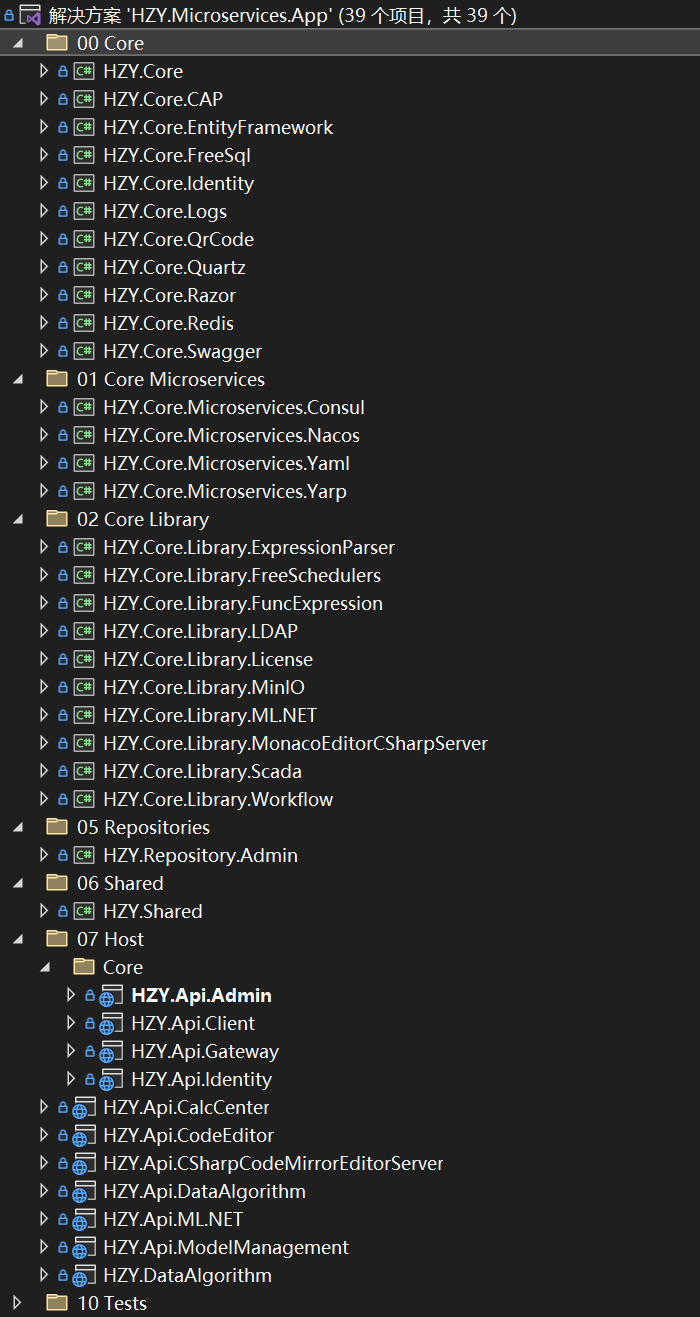 解决方案 'HZY.Microservices.App' (39 个项目，共 39 个)
00 Core
C# HZY.Core
C# HZY.Core.CAP
C# HZY.Core.EntityFramework
C# HZY.Core.FreeSql
C# HZY.Core.Identity
C# HZY.Core.Logs
C# HZY.Core.QrCode
C# HZY.Core.Quartz
C# HZY.Core.Razor
C# HZY.Core.Redis
C# HZY.Core.Swagger
01 Core Microservices
C# HZY.Core.Microservices.Consul
C# HZY.Core.Microservices.Nacos
C# HZY.Core.Microservices.Yaml
C# HZY.Core.Microservices.Yarp
02 Core Library
C# HZY.Core.Library.ExpressionParser
C# HZY.Core.Library.FreeSchedulers
C# HZY.Core.Library.FuncExpression
C# HZY.Core.Library.LDAP
C# HZY.Core.Library.License
C# HZY.Core.Library.MinIO
C# HZY.Core.Library.ML.NET
C# HZY.Core.Library.MonacoEditorCSharpServer
C# HZY.Core.Library.Scada
C# HZY.Core.Library.Workflow
05 Repositories
C# HZY.Repository.Admin
06 Shared
C# HZY.Shared
07 Host
Core
HZY.Api.Admin
HZY.Api.Client
HZY.Api.Gateway
HZY.Api.Identity
HZY.Api.CalcCenter
HZY.Api.CodeEditor
HZY.Api.CSharpCodeMirrorEditorServer
HZY.Api.DataAlgorithm
HZY.Api.ML.NET
HZY.Api.ModelManagement
HZY.DataAlgorithm
10 Tests